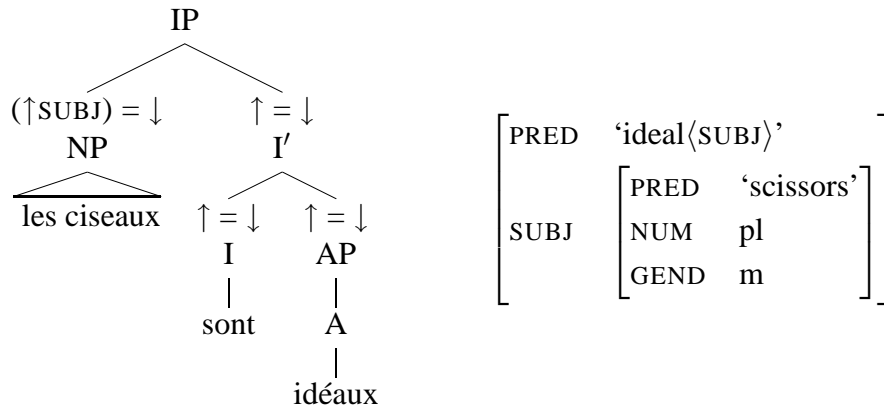 IP
(↑SUBJ) = ↓ ↑ = ↓
NP I′
les ciseaux
↑ = ↓ ↑ = ↓
I AP
sont A
idéaux
PRED ‘ideal⟨SUBJ⟩’
SUBJ
PRED ‘scissors’
NUM pl
GEND m